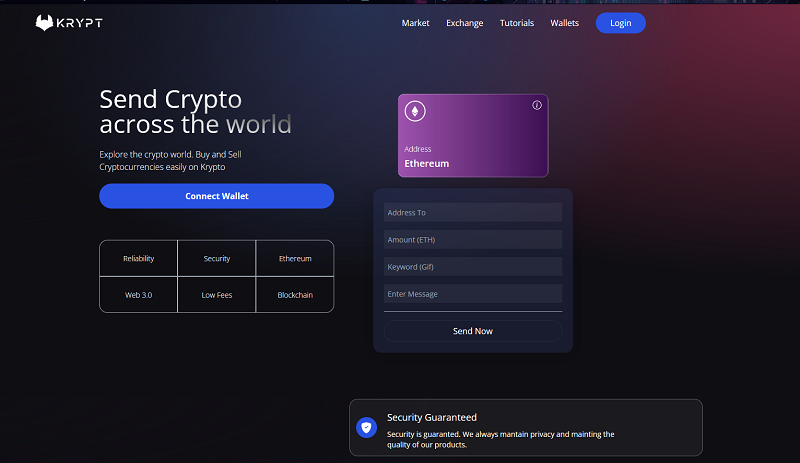 KRYPT
Market
Exchange
Tutorials
Wallets
Login
Send Crypto
across the world
Explore the crypto world. Buy and Sell
Cryptocurrencies easily on Krypto
Connect Wallet
Reliability
Security
Ethereum
Web 3.0
Low Fees
Blockchain
Address
Ethereum
Address To
Amount (ETH)
Keyword (Gif)
Enter Message
Send Now
Security Guaranteed
Security is guaranteed. We always mantain privacy and mainting the
quality of our products.